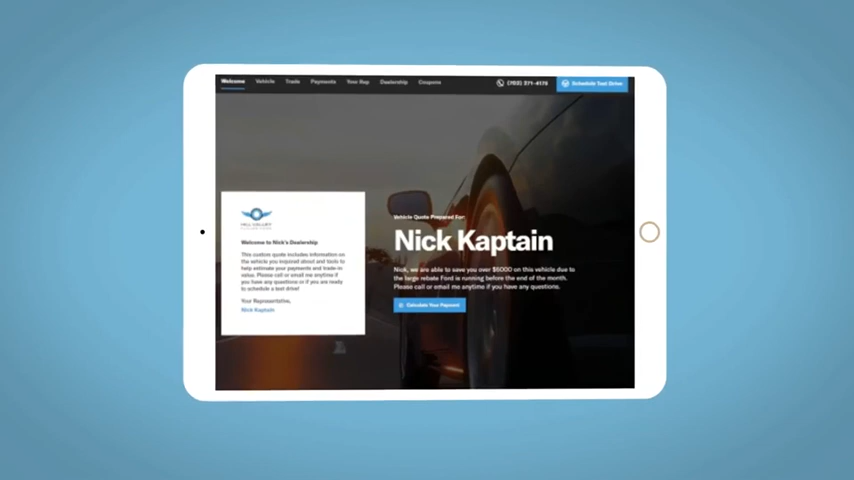 Welcome Vehicle Trade Payments Your Rep Dealership Coupons
Schedule Test Drive
Welcome to Nick's Dealership
This custom quote includes information on
the vehicle you inquired about and tools to
help estimate your payments and trade-in
value. Please call or email me anytime if
you have any questions or if you are ready
to schedule a test drive!
Your Representative,
Nick Kaptain
Vehicle Quote Prepared For:
Nick Kaptain
Nick, we are able to save you over $6000 on this vehicle due to
the large rebate Ford is running before the end of the month.
Please call or email me anytime if you have any questions.
Calculate Your Payment